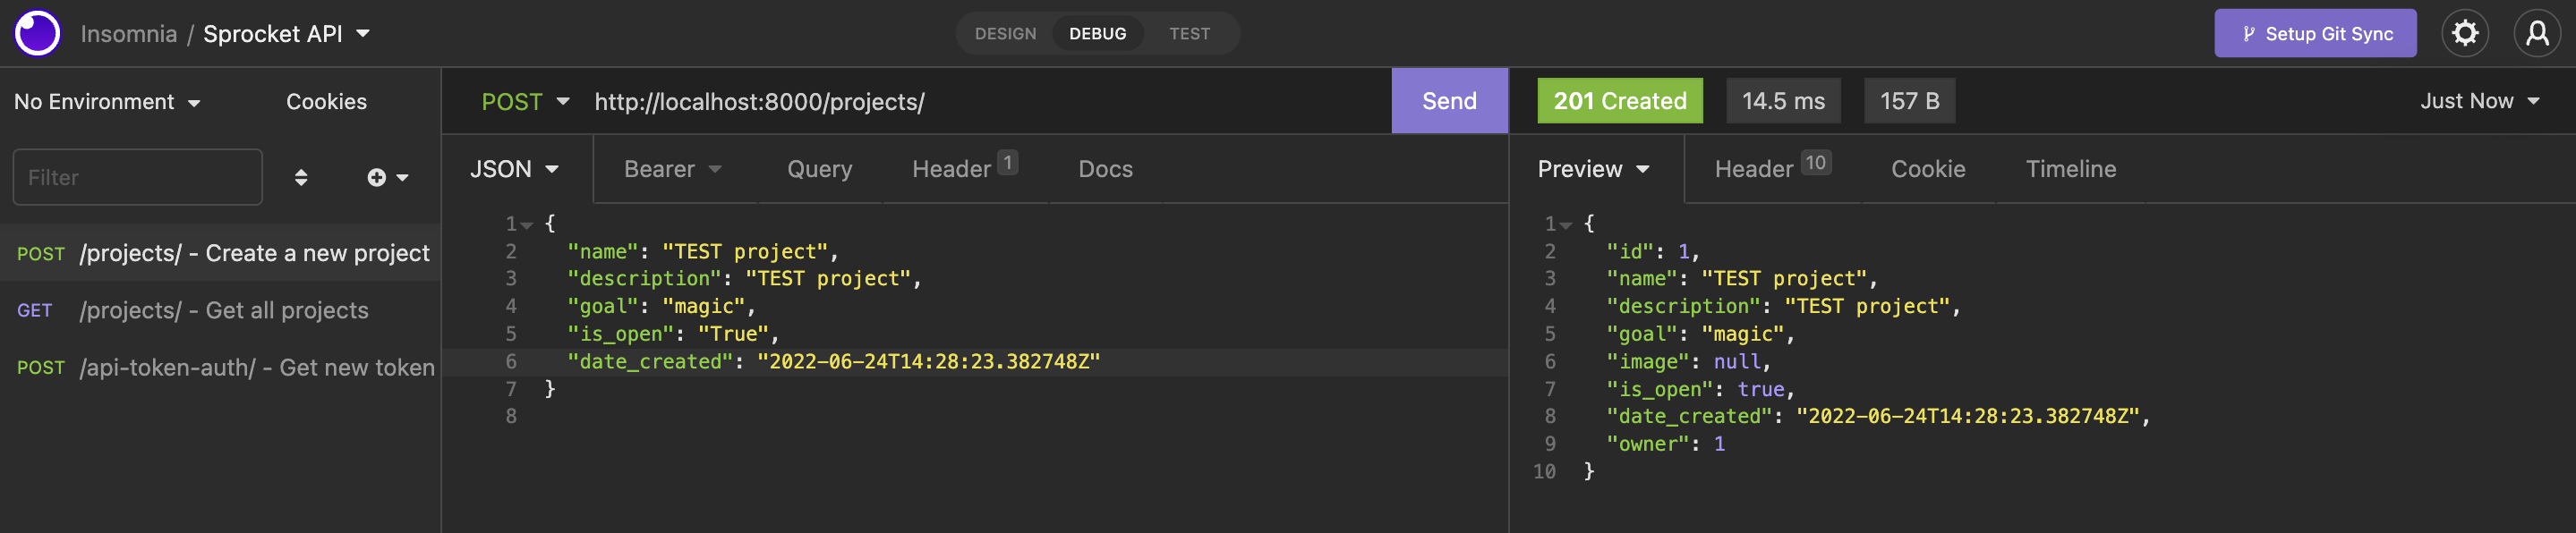 Insomnia / Sprocket API
DESIGN DEBUG TEST
Setup Git Sync
No Environment Cookies
Filter
POST /projects/ - Create a new project
GET /projects/ - Get all projects
POST /api-token-auth/ - Get new token
POST http://localhost:8000/projects/ Send
JSON Bearer Query Header 1 Docs
1 {
2 "name": "TEST project",
3 "description": "TEST project",
4 "goal": "magic",
5 "is_open": "True",
6 "date_created": "2022-06-24T14:28:23.382748Z"
7 }
8
201 Created 14.5 ms 157 B Just Now
Preview Header 10 Cookie Timeline
1 {
2 "id": 1,
3 "name": "TEST project",
4 "description": "TEST project",
5 "goal": "magic",
6 "image": null,
7 "is_open": true,
8 "date_created": "2022-06-24T14:28:23.382748Z",
9 "owner": 1
10 }